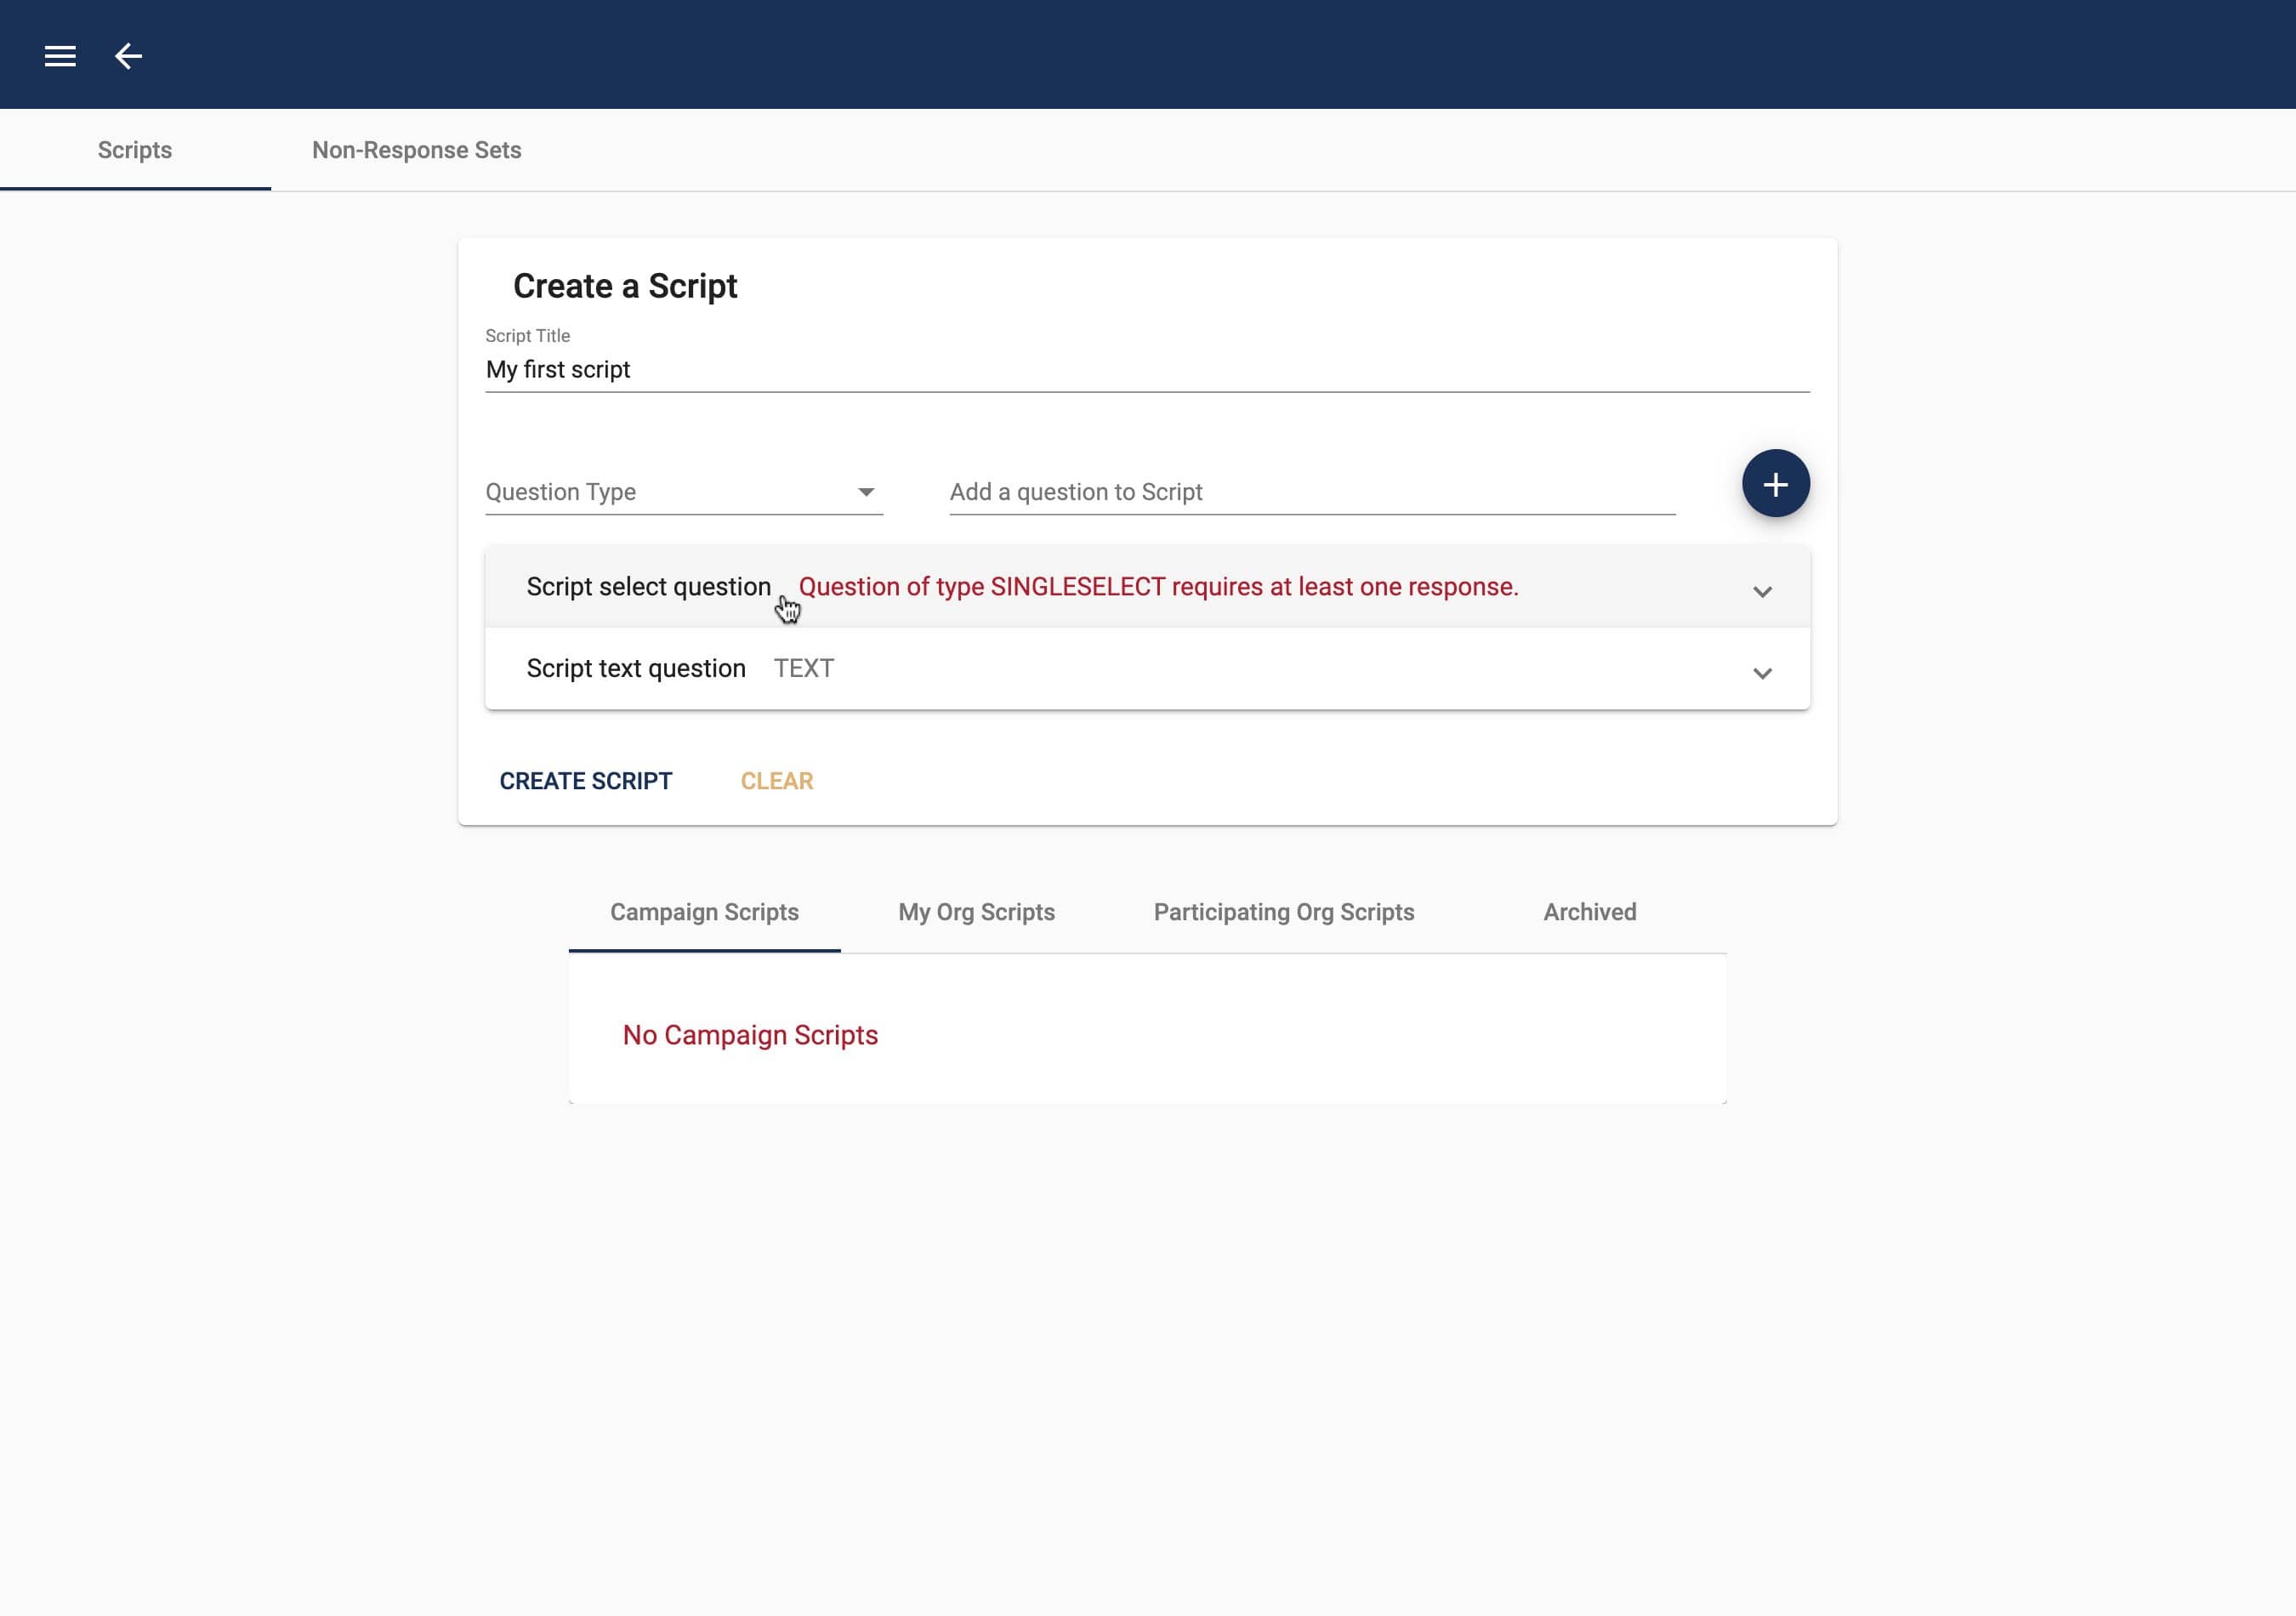 Scripts Non-Response Sets
Create a Script
Script Title
My first script
Question Type Add a question to Script
Script select question Question of type SINGLESELECT requires at least one response.
Script text question TEXT
CREATE SCRIPT CLEAR
Campaign Scripts My Org Scripts Participating Org Scripts Archived
No Campaign Scripts